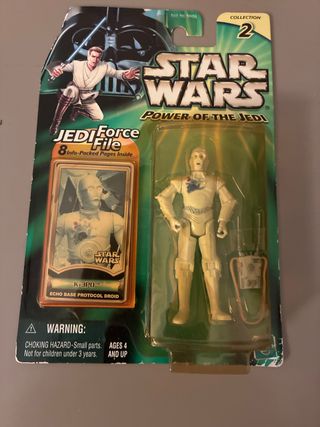 COLLECTION
2
STAR
WARS
POWER OF THE JEDI
JEDI Force
File
8 Info-Packed Pages Inside
STAR
WARS
K-3PO
ECHO BASE PROTOCOL DROID
WARNING:
CHOKING HAZARD-Small parts.
Not for children under 3 years.
AGES 4
AND UP